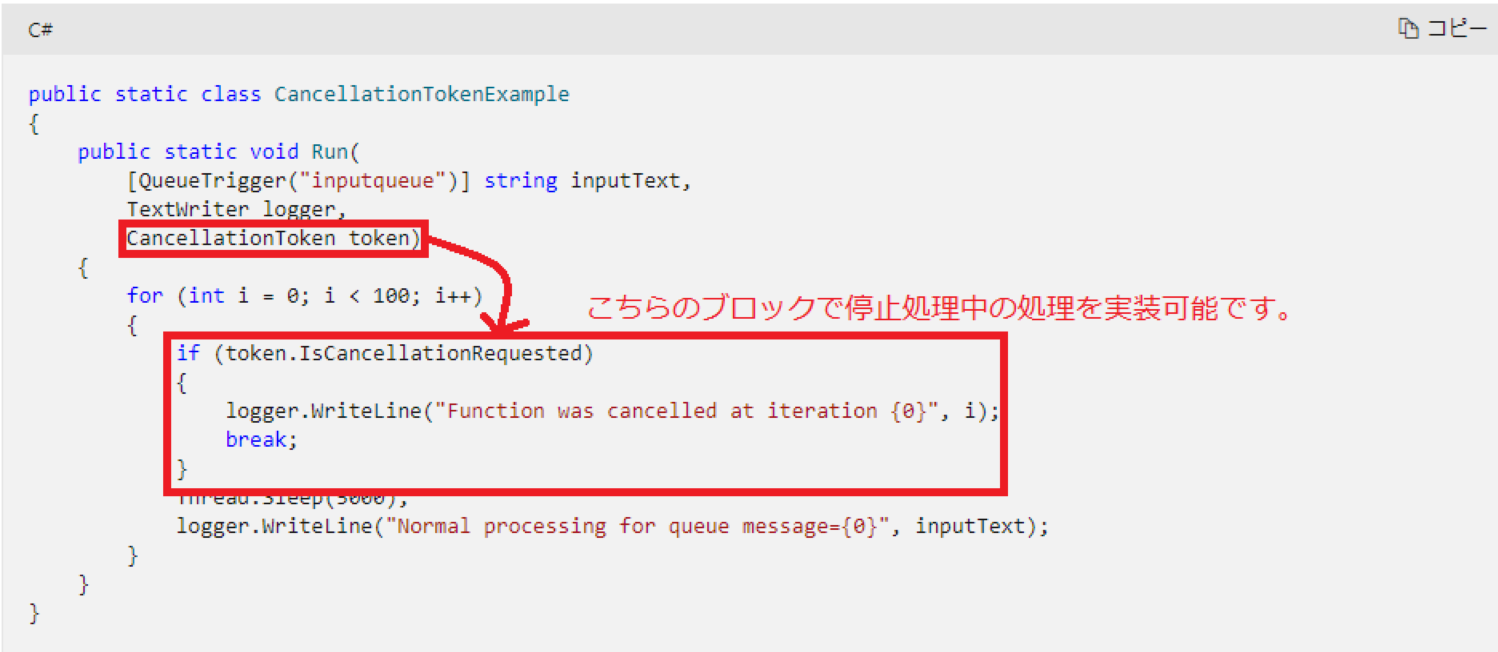 C#
コピー
public static class CancellationTokenExample
{
public static void Run(
[QueueTrigger("inputqueue")] string inputText,
TextWriter logger,
CancellationToken token)
{
for (int i = 0; i < 100; i++)
こちらのブロックで停止処理中の処理を実装可能です。
{
if (token.IsCancellationRequested)
{
logger.WriteLine("Function was cancelled at iteration {0}", i);
break;
}
Thread.Sleep(5000);
logger.WriteLine("Normal processing for queue message={0}", inputText);
}
}
}